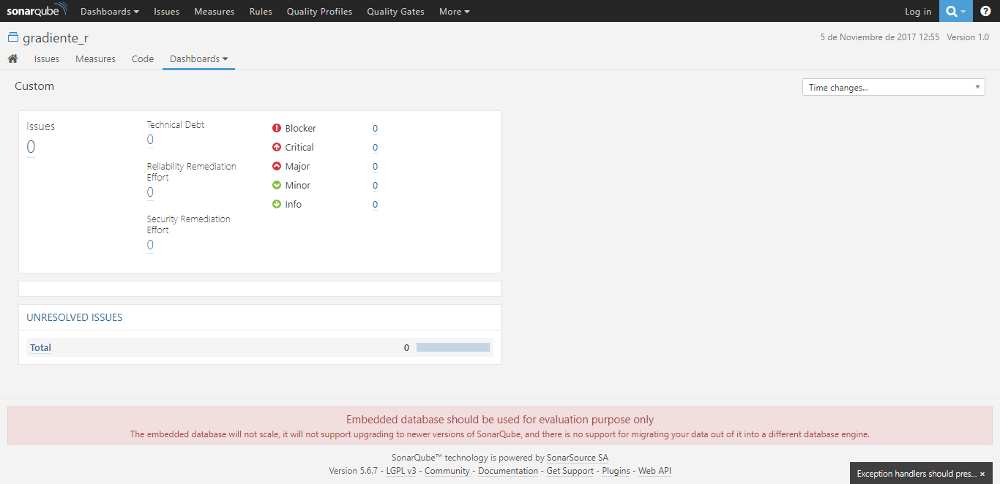 sonarqube Dashboards Issues Measures Rules Quality Profiles Quality Gates More Log in ?
gradiente_r 5 de Noviembre de 2017 12:55 Version 1.0
Issues Measures Code Dashboards
Custom Time changes...
Issues
0
Technical Debt
0
Reliability Remediation
Effort
0
Security Remediation
Effort
0
Blocker 0
Critical 0
Major 0
Minor 0
Info 0
UNRESOLVED ISSUES
Total 0
Embedded database should be used for evaluation purpose only
The embedded database will not scale, it will not support upgrading to newer versions of SonarQube, and there is no support for migrating your data out of it into a different database engine.
SonarQube™ technology is powered by SonarSource SA
Version 5.6.7 - LGPL v3 - Community - Documentation - Get Support - Plugins - Web API
Exception handlers should pres... ×